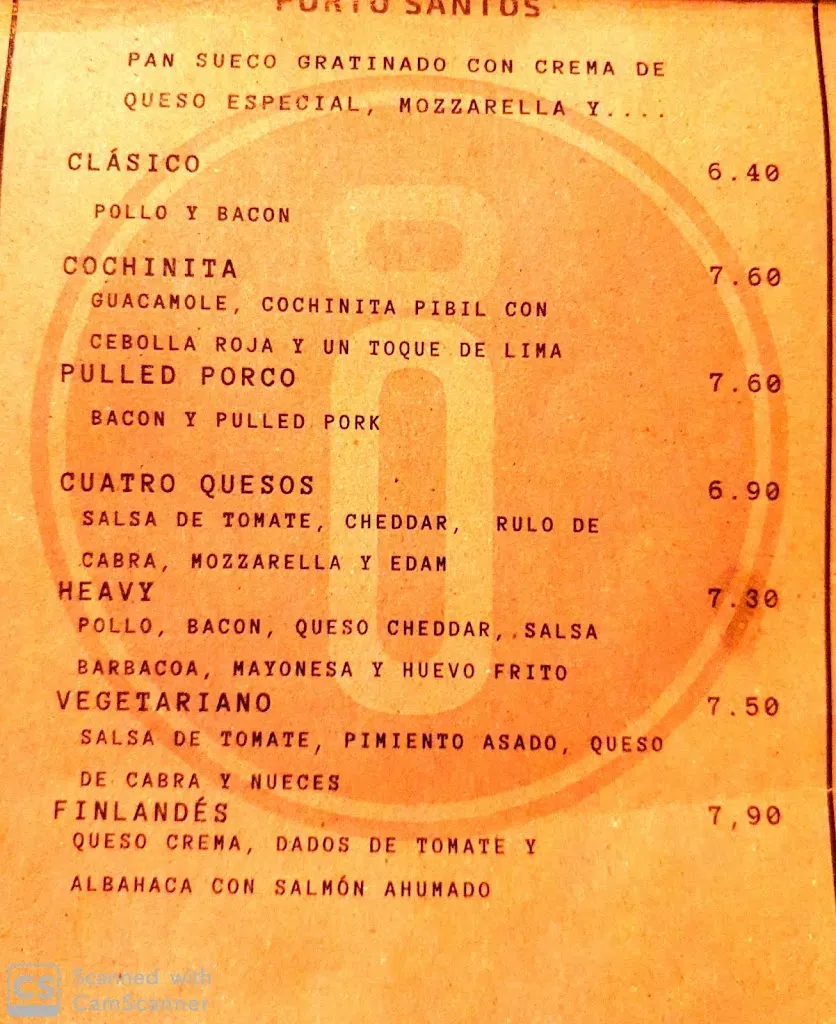 PORTO SANTOS
PAN SUECO GRATINADO CON CREMA DE
QUESO ESPECIAL, MOZZARELLA Y....
CLÁSICO 6.40
POLLO Y BACON
COCHINITA 7.60
GUACAMOLE, COCHINITA PIBIL CON
CEBOLLA ROJA Y UN TOQUE DE LIMA
PULLED PORCO 7.60
BACON Y PULLED PORK
CUATRO QUESOS 6.90
SALSA DE TOMATE, CHEDDAR, RULO DE
CABRA, MOZZARELLA Y EDAM
HEAVY 7.30
POLLO, BACON, QUESO CHEDDAR, SALSA
BARBACOA, MAYONESA Y HUEVO FRITO
VEGETARIANO 7.50
SALSA DE TOMATE, PIMIENTO ASADO, QUESO
DE CABRA Y NUECES
FINLANDÉS 7,90
QUESO CREMA, DADOS DE TOMATE Y
ALBAHACA CON SALMÓN AHUMADO
CS Scanned with
CamScanner